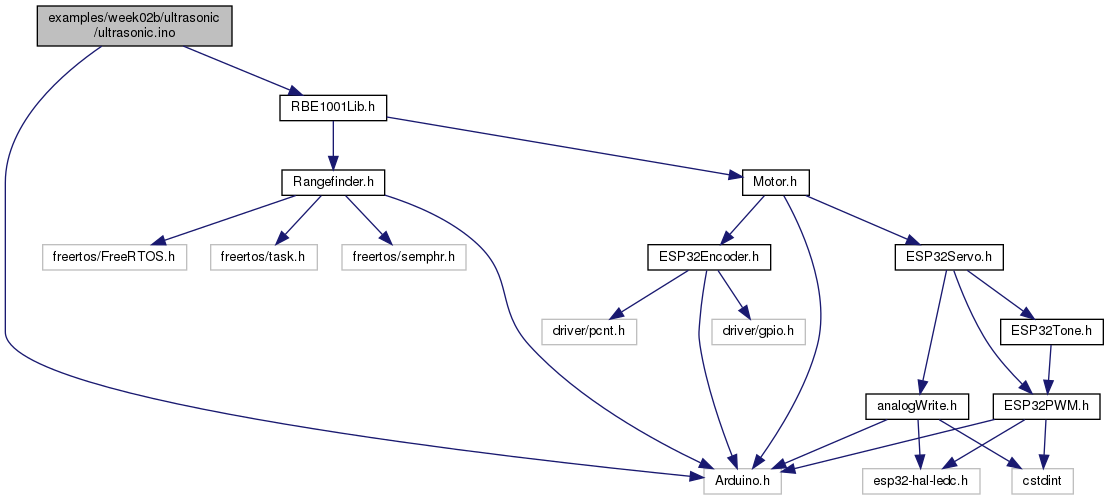 examples/week02b/ultrasonic
/ultrasonic.ino
RBE1001Lib.h
Rangefinder.h
Motor.h
freertos/FreeRTOS.h
freertos/task.h
freertos/semphr.h
ESP32Encoder.h
ESP32Servo.h
driver/pcnt.h
driver/gpio.h
ESP32Tone.h
analogWrite.h
ESP32PWM.h
Arduino.h
esp32-hal-ledc.h
cstdint